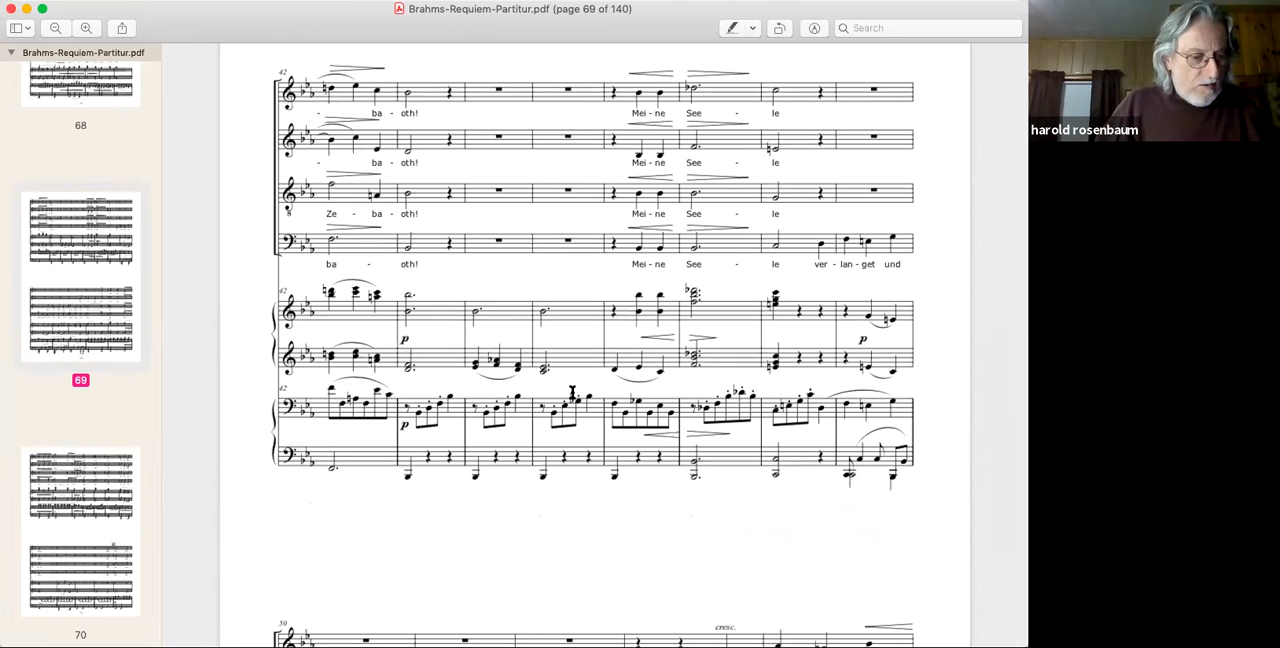 Brahms-Requiem-Partitur.pdf (page 69 of 140)
Search
Brahms-Requiem-Partitur.pdf
68
69
70
harold rosenbaum
42
- ba - oth! Mei - ne See - le
- ba - oth! Mei - ne See - le
8
Ze - ba - oth! Mei - ne See - le
ba - oth! Mei - ne See - le ver - lan - get und
42
p p
42
p
50
cresc.